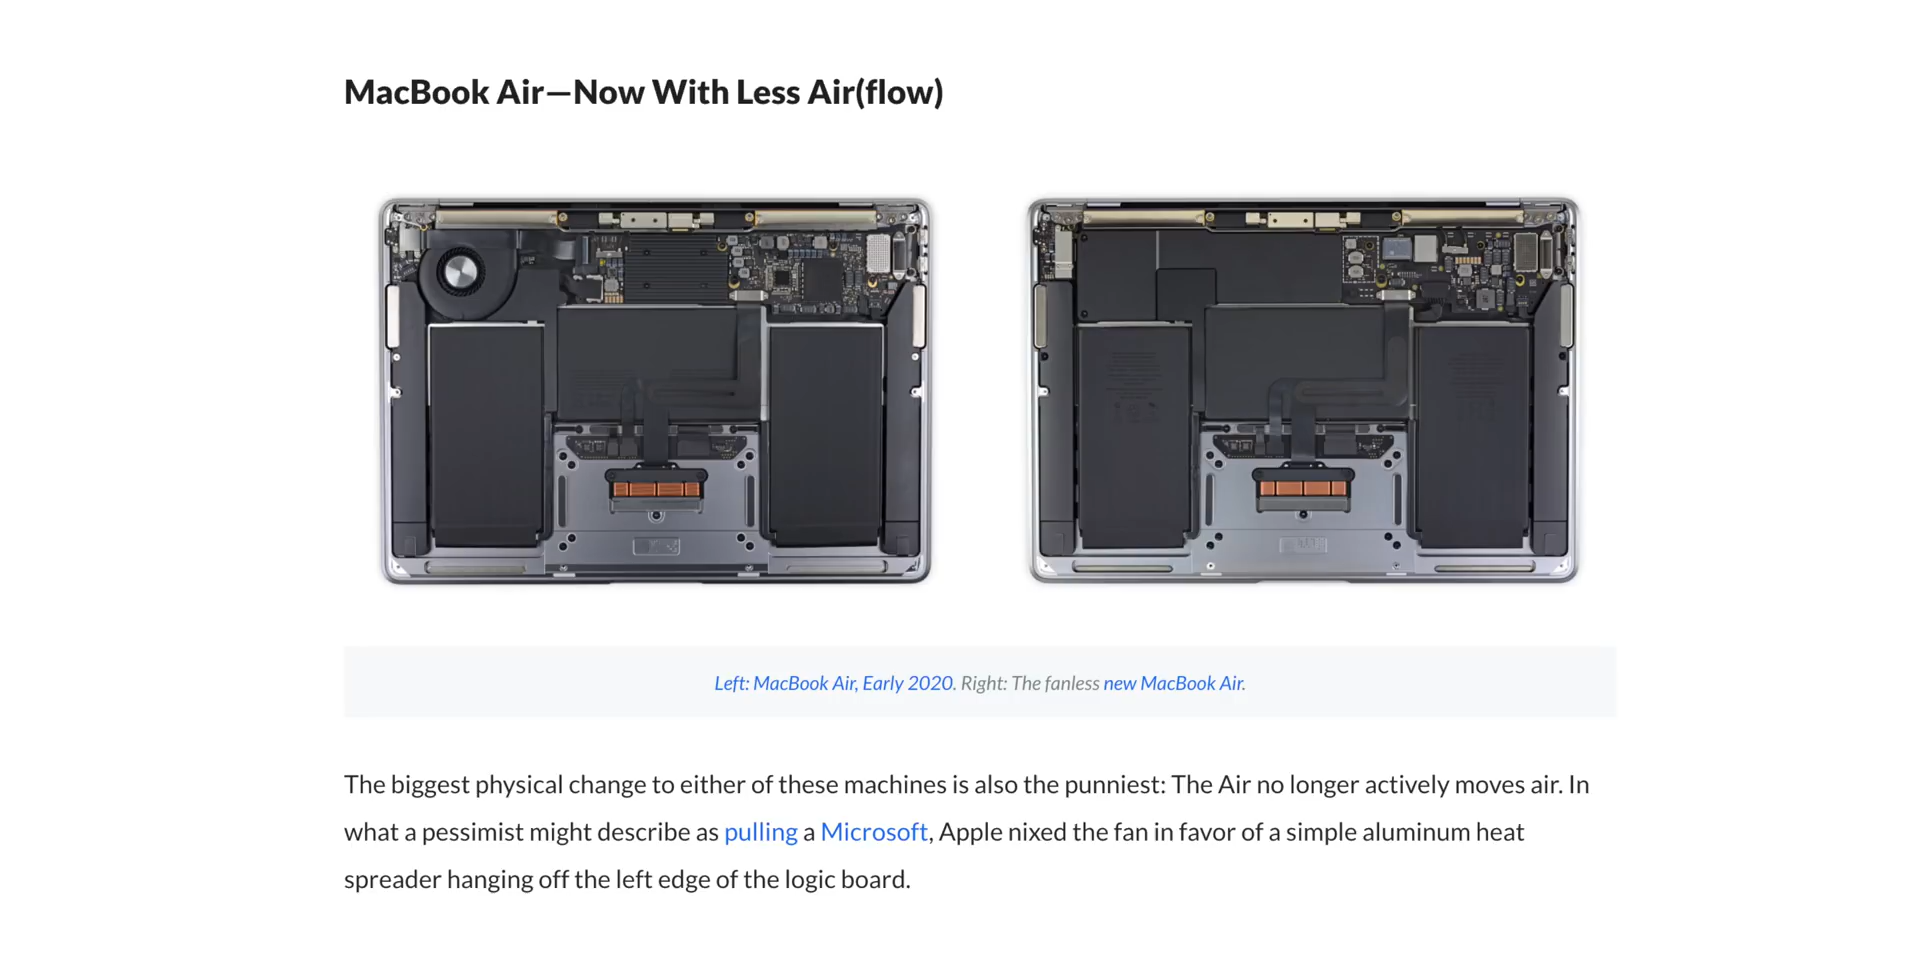 MacBook Air—Now With Less Air(flow)
Left: MacBook Air, Early 2020. Right: The fanless new MacBook Air.
The biggest physical change to either of these machines is also the punniest: The Air no longer actively moves air. In
what a pessimist might describe as pulling a Microsoft, Apple nixed the fan in favor of a simple aluminum heat
spreader hanging off the left edge of the logic board.